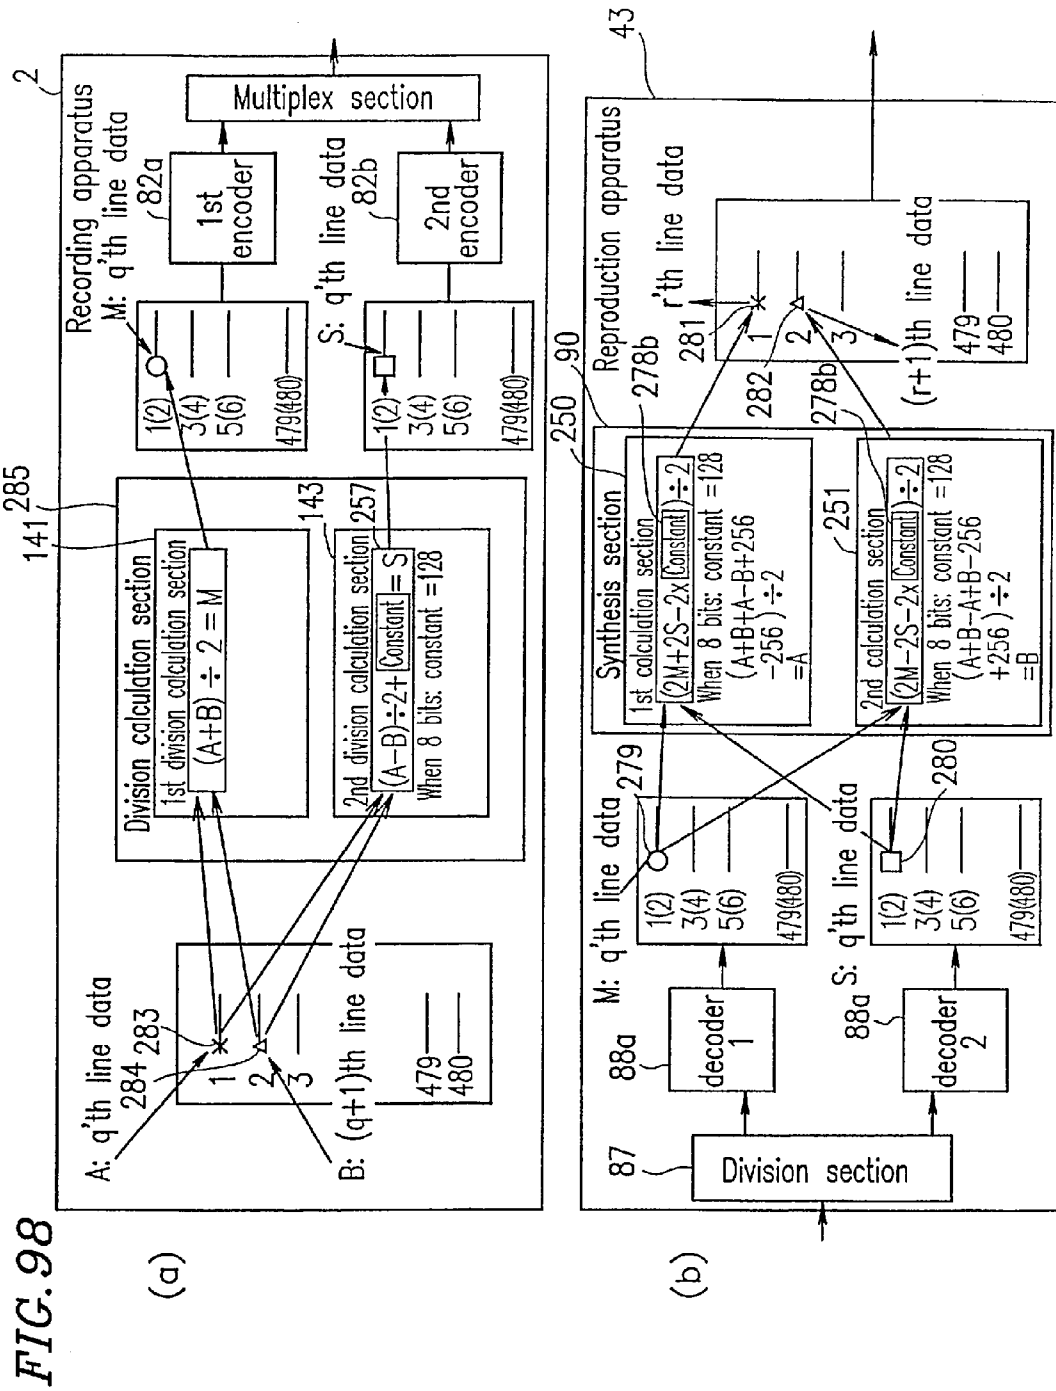 FIG. 98
(a)
Recording apparatus
2
A: q'th line data
283
284
1
2
3
B: (q+1)th line data
479
480
285
Division calculation section
141
1st division calculation section
(A+B) ÷ 2 = M
143
2nd division calculation section
257
(A−B)÷2+ Constant = S
When 8 bits: constant =128
M: q'th line data
1(2)
3(4)
5(6)
479(480)
S: q'th line data
1(2)
3(4)
5(6)
479(480)
82a
1st
encoder
82b
2nd
encoder
Multiplex section
(b)
Reproduction apparatus
43
87
Division section
88a
decoder
1
88a
decoder
2
M: q'th line data
279
1(2)
3(4)
5(6)
479(480)
S: q'th line data
280
1(2)
3(4)
5(6)
479(480)
90
Synthesis section
250
1st calculation section
278b
(2M+2S−2x Constant )÷2
When 8 bits: constant =128
(A+B+A−B+256
−256) ÷2
=A
251
2nd calculation section
278b
(2M−2S−2x Constant )÷2
When 8 bits: constant =128
(A+B−A+B−256
+256) ÷2
=B
r'th line data
281
1
282
2
3
(r+1)th line data
479
480